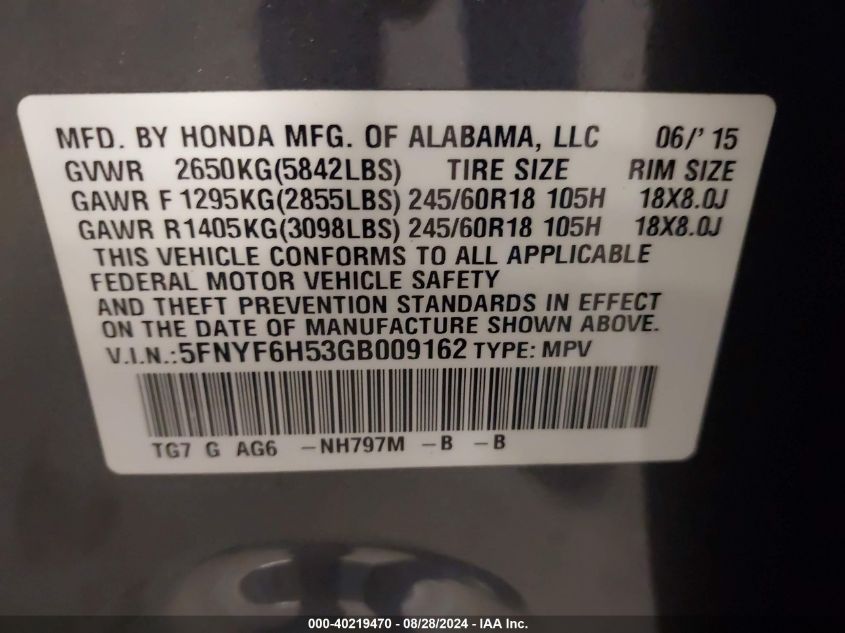 MFD. BY HONDA MFG. OF ALABAMA, LLC 06/' 15
GVWR 2650KG(5842LBS) TIRE SIZE RIM SIZE
GAWR F 1295KG(2855LBS) 245/60R18 105H 18X8.0J
GAWR R1405KG(3098LBS) 245/60R18 105H 18X8.0J
THIS VEHICLE CONFORMS TO ALL APPLICABLE
FEDERAL MOTOR VEHICLE SAFETY
AND THEFT PREVENTION STANDARDS IN EFFECT
ON THE DATE OF MANUFACTURE SHOWN ABOVE.
V.I.N.:5FNYF6H53GB009162 TYPE: MPV
TG7 G AG6 -NH797M -B -B
000-40219470 - 08/28/2024 - IAA Inc.